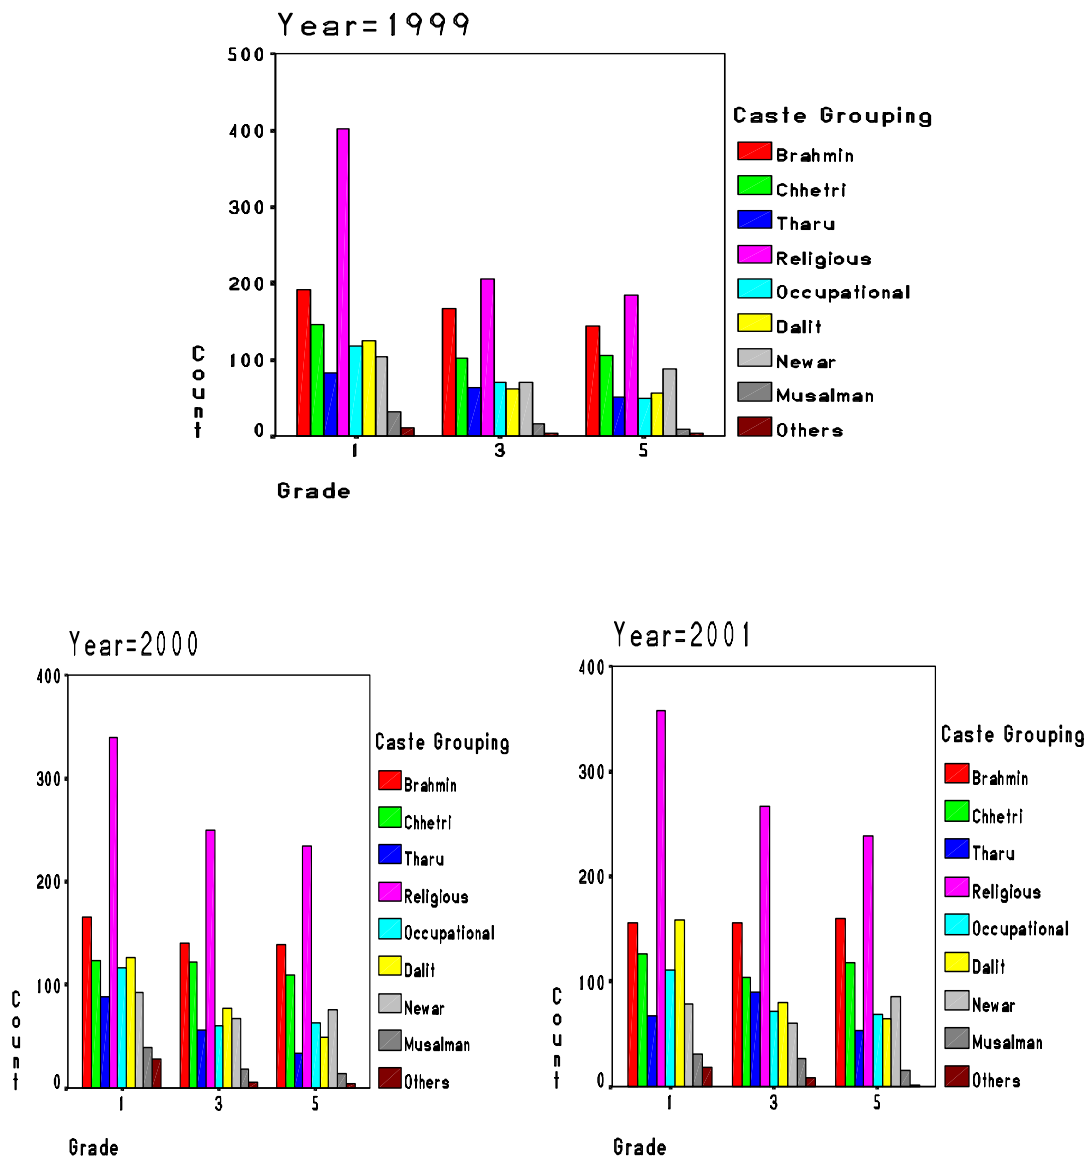 Year=1999
500
400
300
200
100
0
Count
1 3 5
Grade
Caste Grouping
Brahmin
Chhetri
Tharu
Religious
Occupational
Dalit
Newar
Musalman
Others
Year=2000
400
300
200
100
0
Count
1 3 5
Grade
Caste Grouping
Brahmin
Chhetri
Tharu
Religious
Occupational
Dalit
Newar
Musalman
Others
Year=2001
400
300
200
100
0
Count
1 3 5
Grade
Caste Grouping
Brahmin
Chhetri
Tharu
Religious
Occupational
Dalit
Newar
Musalman
Others